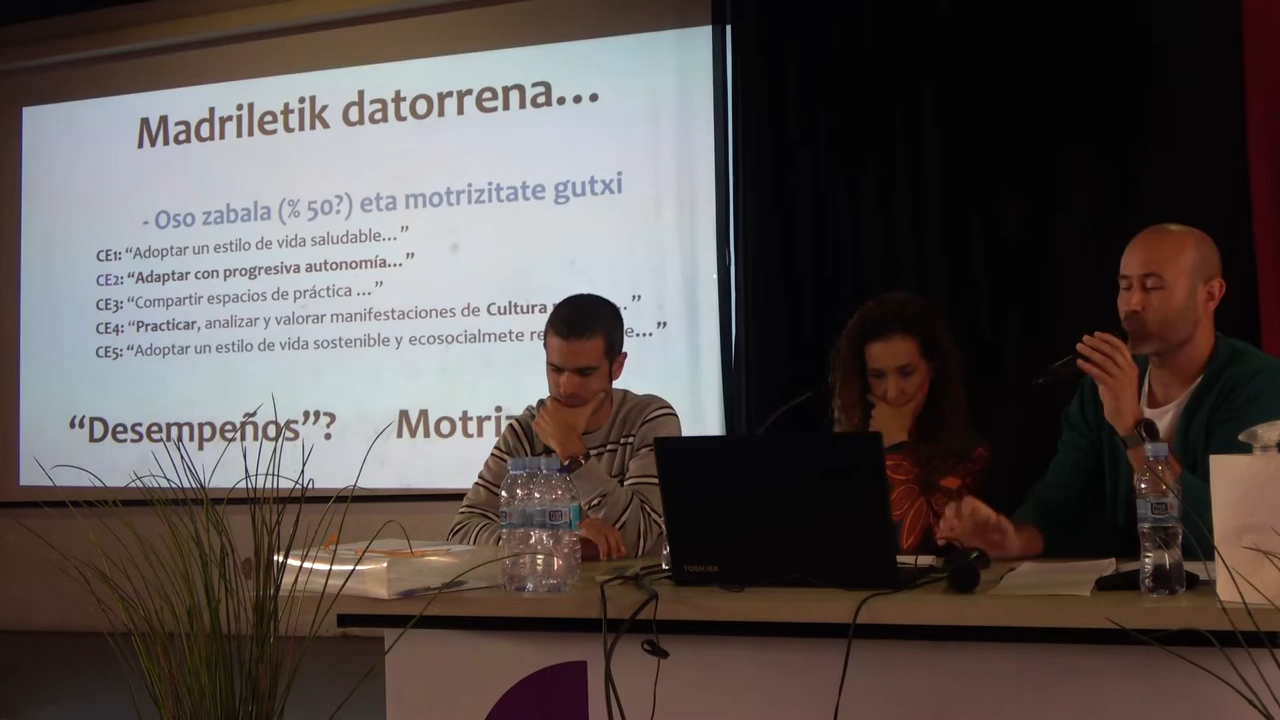 Madriletik datorrena...
- Oso zabala (% 50?) eta motrizitate gutxi
CE1: “Adoptar un estilo de vida saludable...”
CE2: “Adaptar con progresiva autonomía...”
CE3: “Compartir espacios de práctica ...”
CE4: “Practicar, analizar y valorar manifestaciones de Cultura ...”
CE5: “Adoptar un estilo de vida sostenible y ecosocialmete re e...”
“Desempeños”? Motriz
TOSHIBA